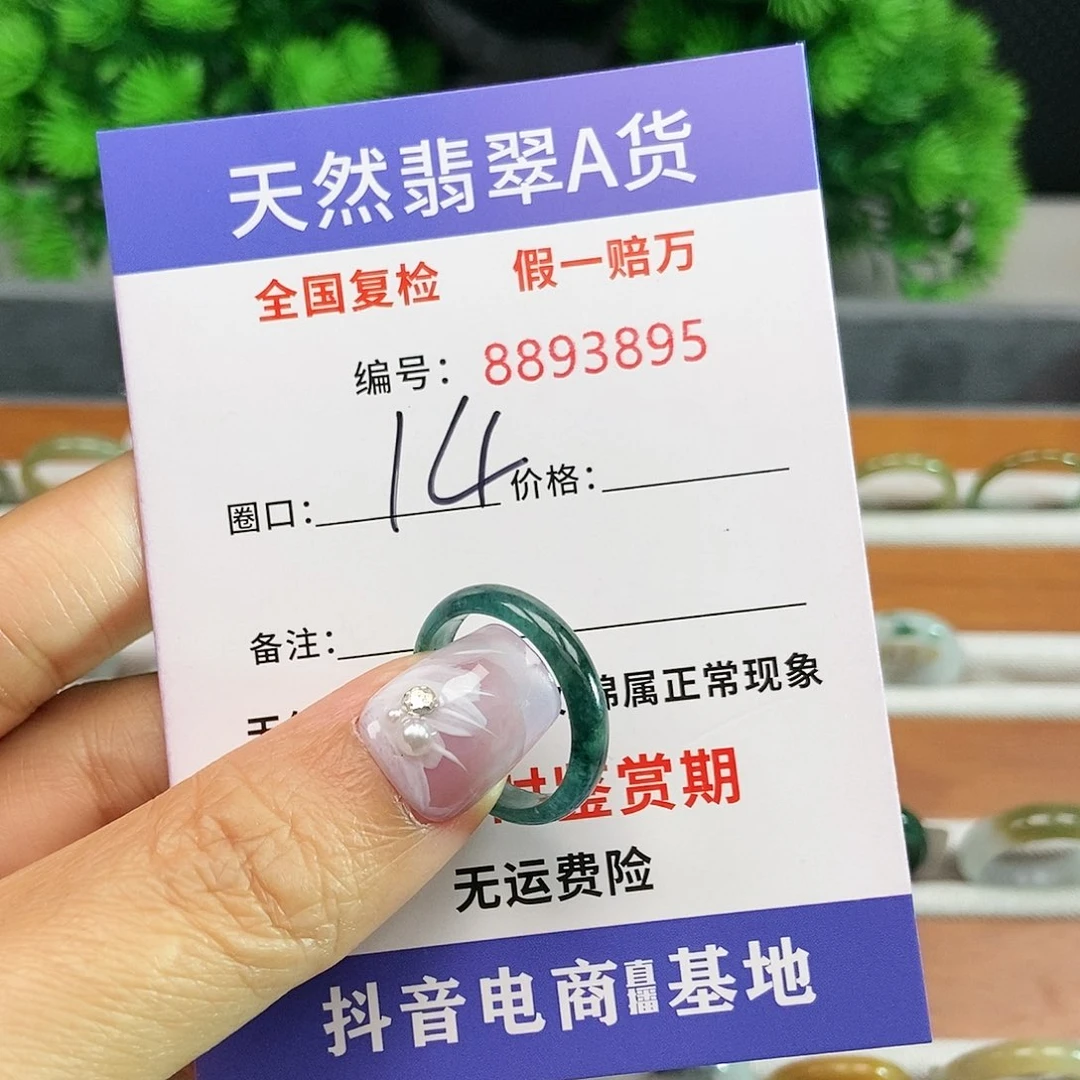 天然翡翠A货
全国复检 假一赔万
编号：8893895
圈口：14 价格：
备注：
天 棉属正常现象
鉴赏期
无运费险
抖音电商直播基地